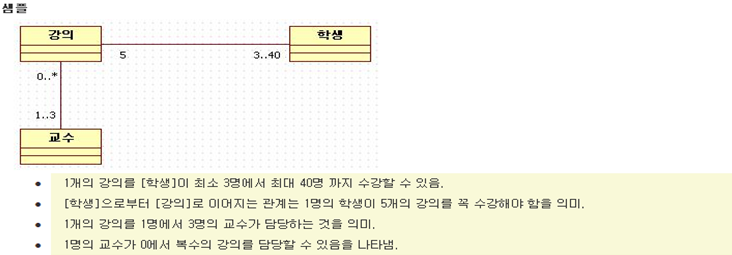 샘플
강의
학생
5
3..40
0..*
1..3
교수
1개의 강의를 [학생]이 최소 3명에서 최대 40명 까지 수강할 수 있음.
[학생]으로부터 [강의]로 이어지는 관계는 1명의 학생이 5개의 강의를 꼭 수강해야 함을 의미.
1개의 강의를 1명에서 3명의 교수가 담당하는 것을 의미.
1명의 교수가 0에서 복수의 강의를 담당할 수 있음을 나타냄.